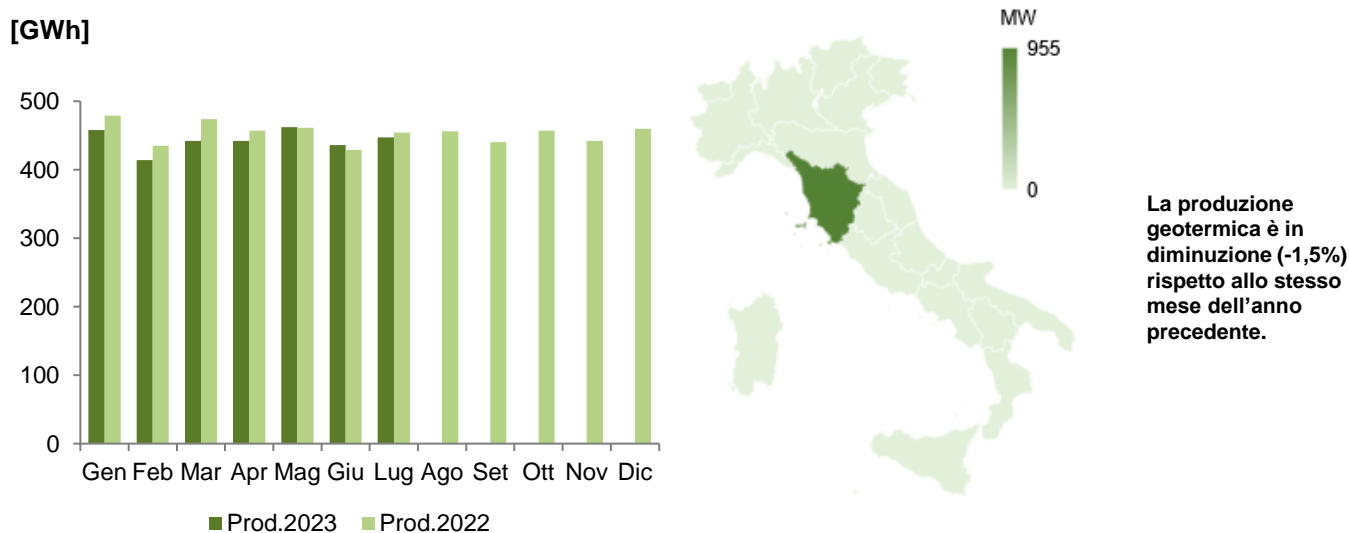 [GWh]
500
400
300
200
100
0
Gen Feb Mar Apr Mag Giu Lug Ago Set Ott Nov Dic
Prod.2023 Prod.2022
MW
955
0
La produzione
geotermica è in
diminuzione (-1,5%)
rispetto allo stesso
mese dell’anno
precedente.